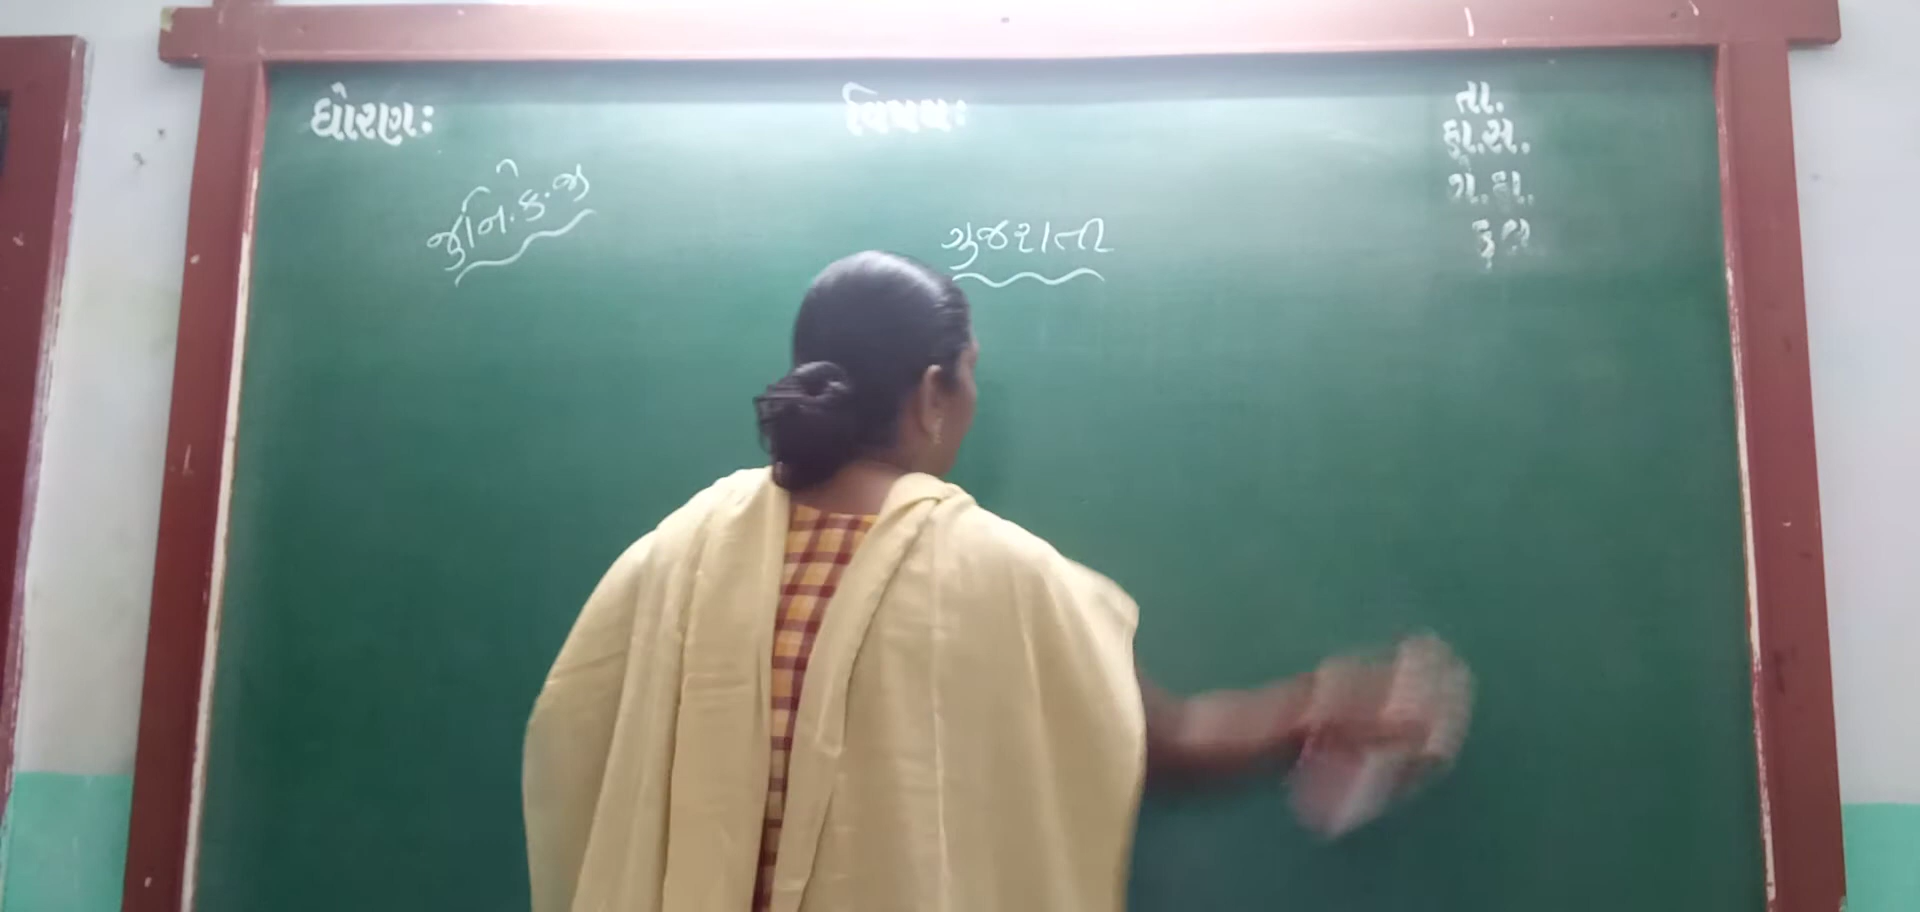 ધોરણઃ
વિષયઃ
તા.
કા.સ.
ગે.હા.
કુલ
જુનિ.કે.જી
ગુજરાતી